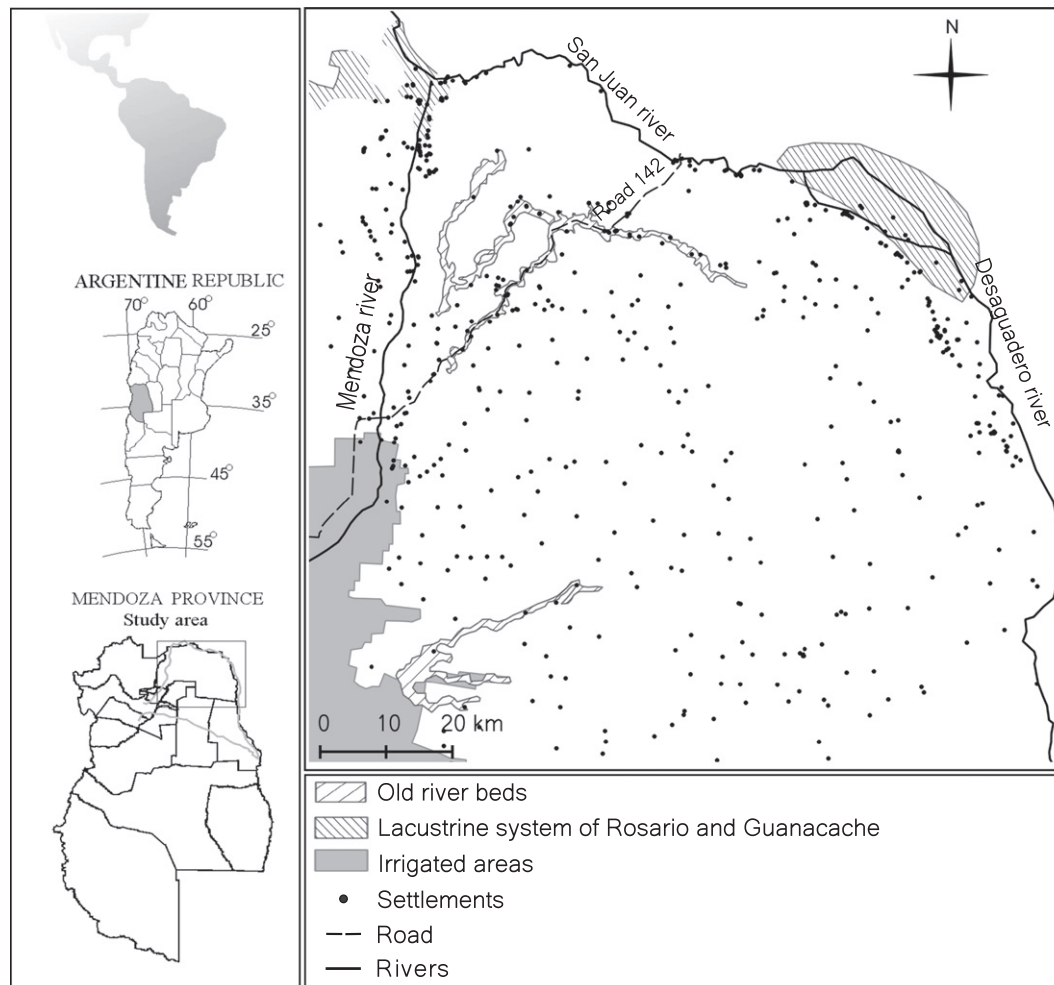 ARGENTINE REPUBLIC
70° 60°
25°
35°
45°
55°
MENDOZA PROVINCE
Study area
N
San Juan river
Road 142
Mendoza river
Desaguadero river
0 10 20 km
Old river beds
Lacustrine system of Rosario and Guanacache
Irrigated areas
Settlements
Road
Rivers